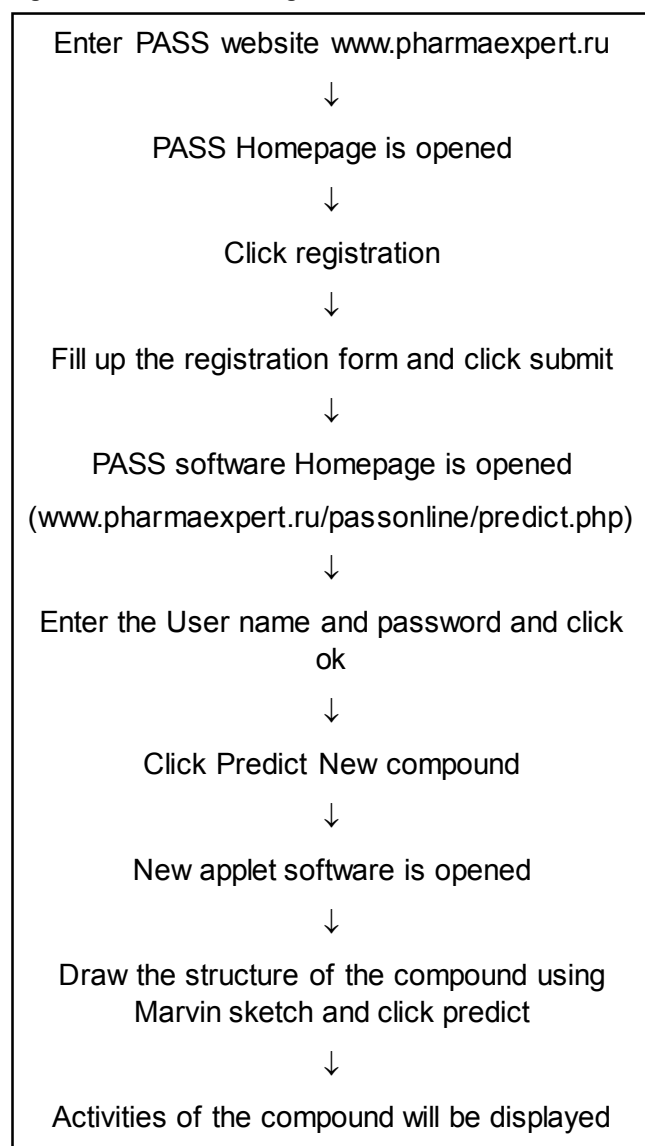 Enter PASS website www.pharmaexpert.ru
↓
PASS Homepage is opened
↓
Click registration
↓
Fill up the registration form and click submit
↓
PASS software Homepage is opened
(www.pharmaexpert.ru/passonline/predict.php)
↓
Enter the User name and password and click
ok
↓
Click Predict New compound
↓
New applet software is opened
↓
Draw the structure of the compound using
Marvin sketch and click predict
↓
Activities of the compound will be displayed